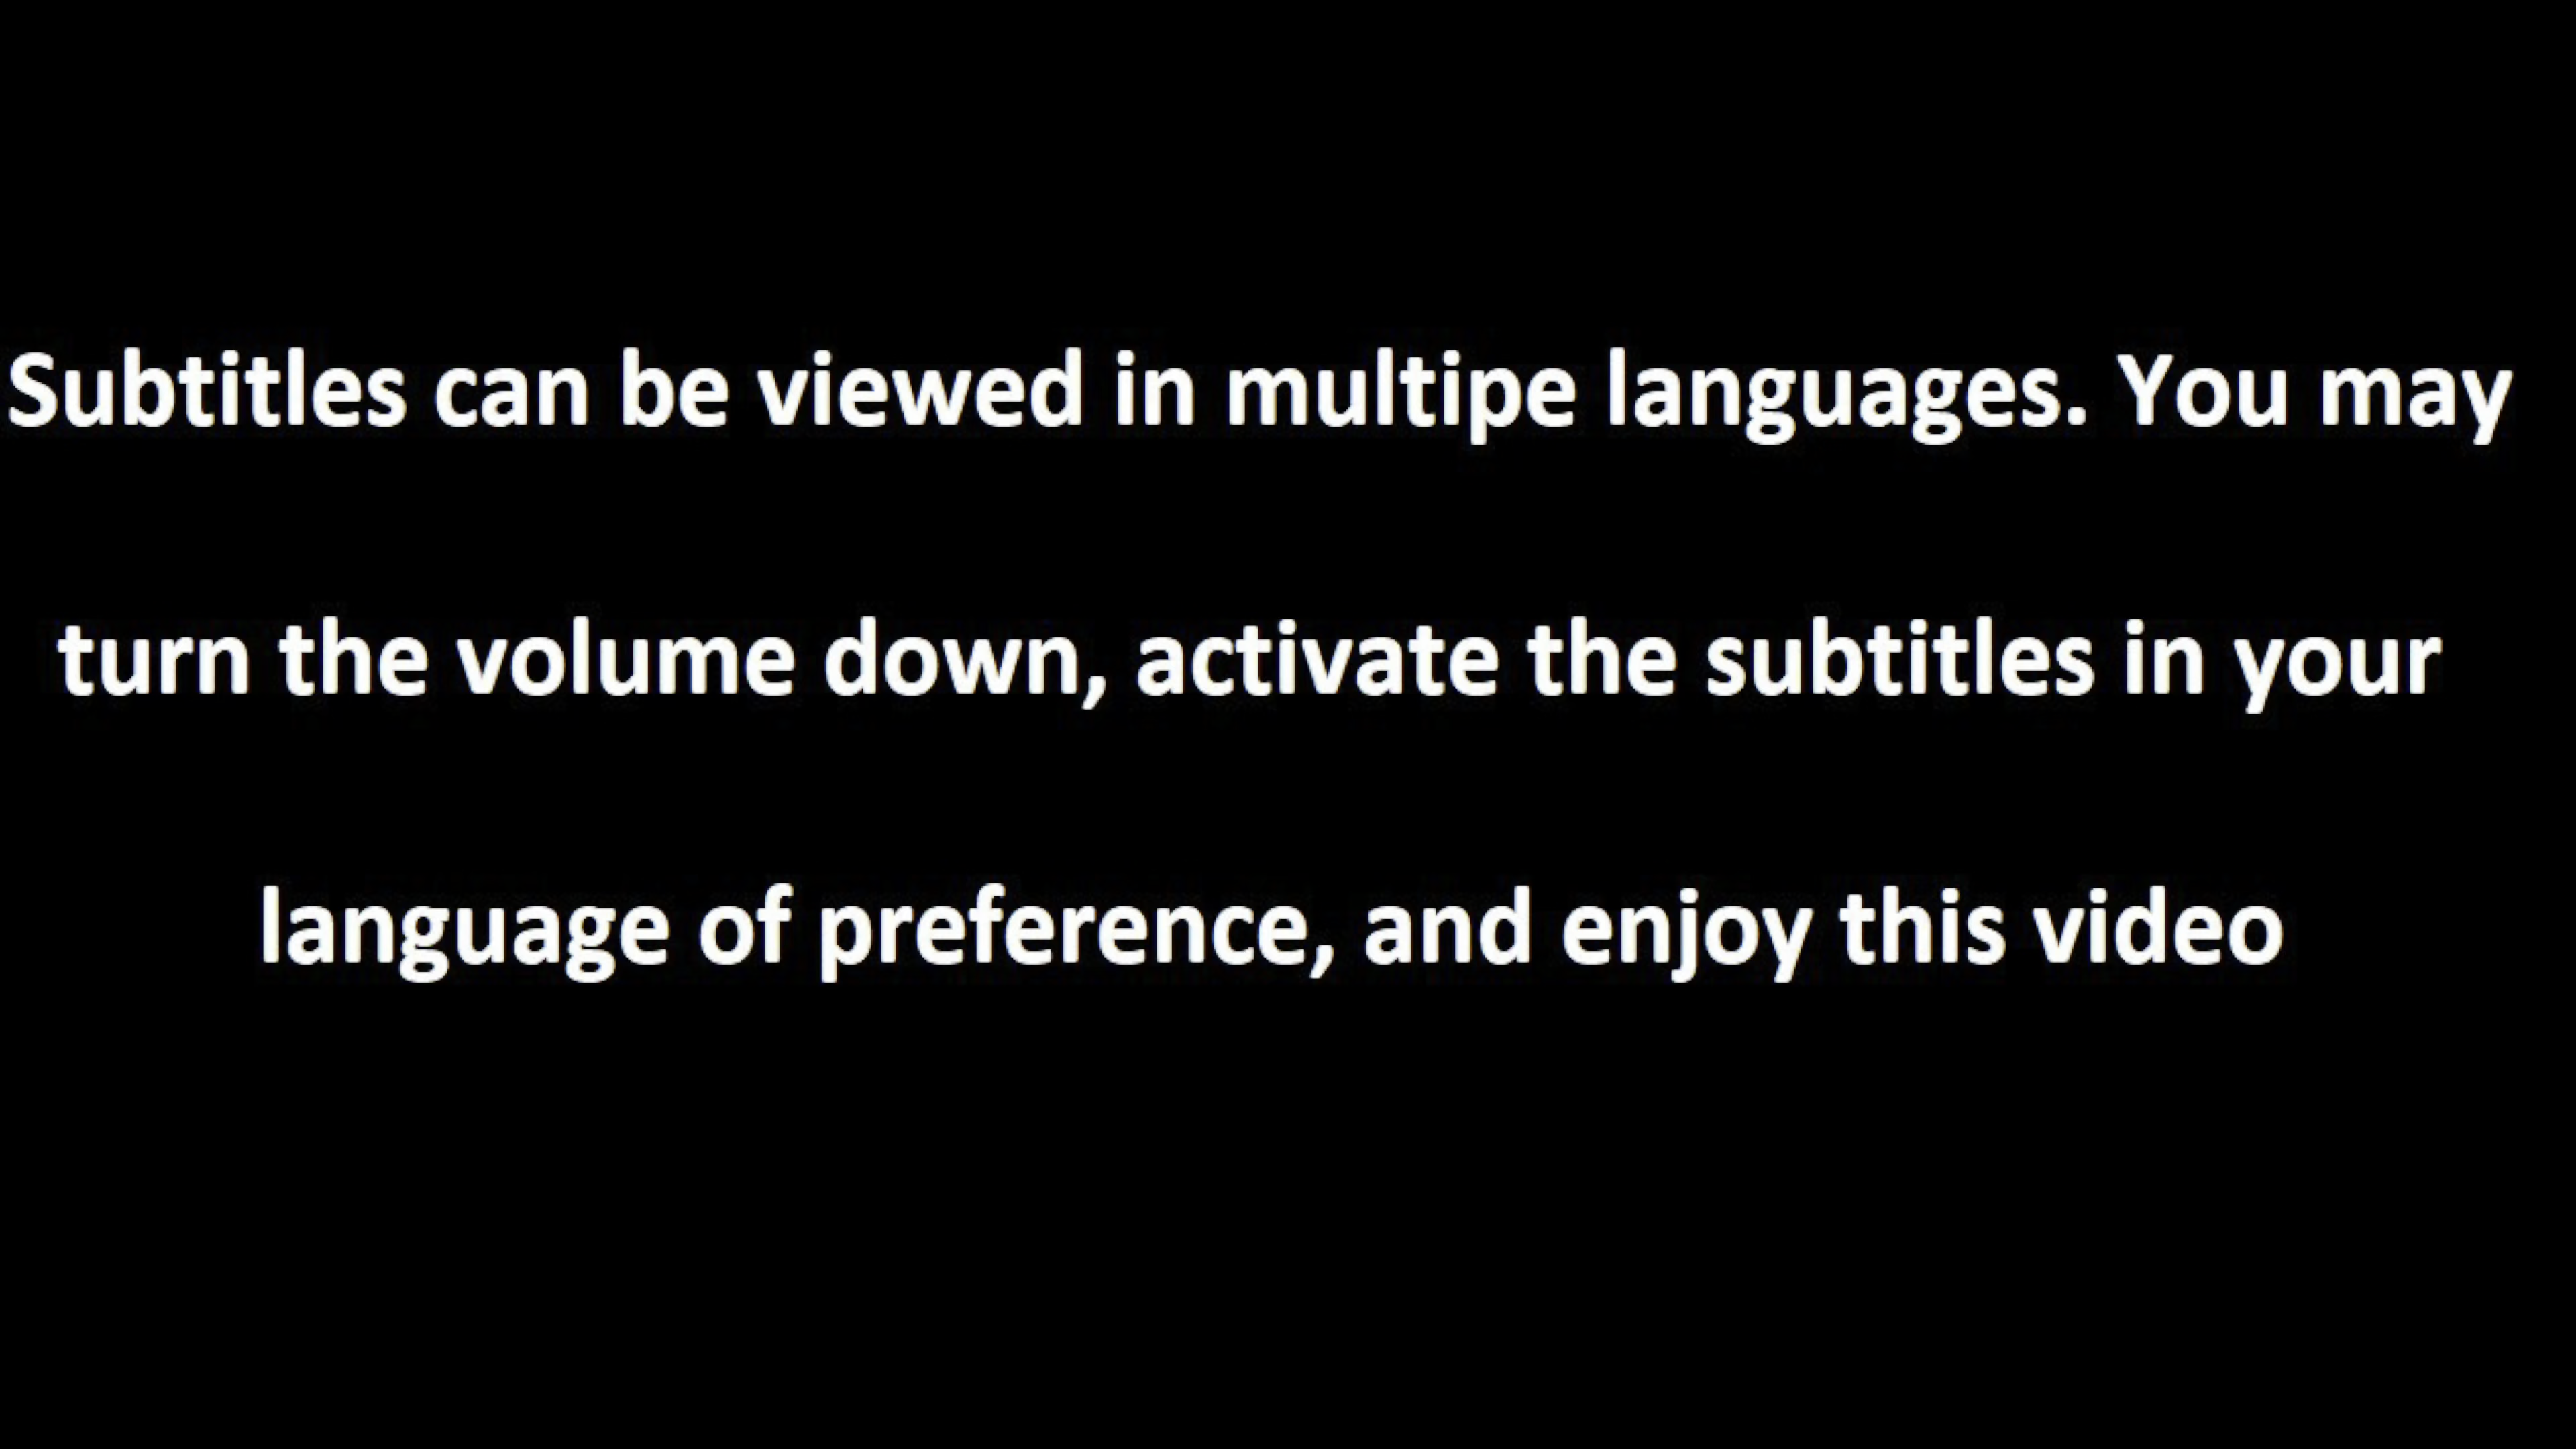 Subtitles can be viewed in multipe languages. You may
turn the volume down, activate the subtitles in your
language of preference, and enjoy this video